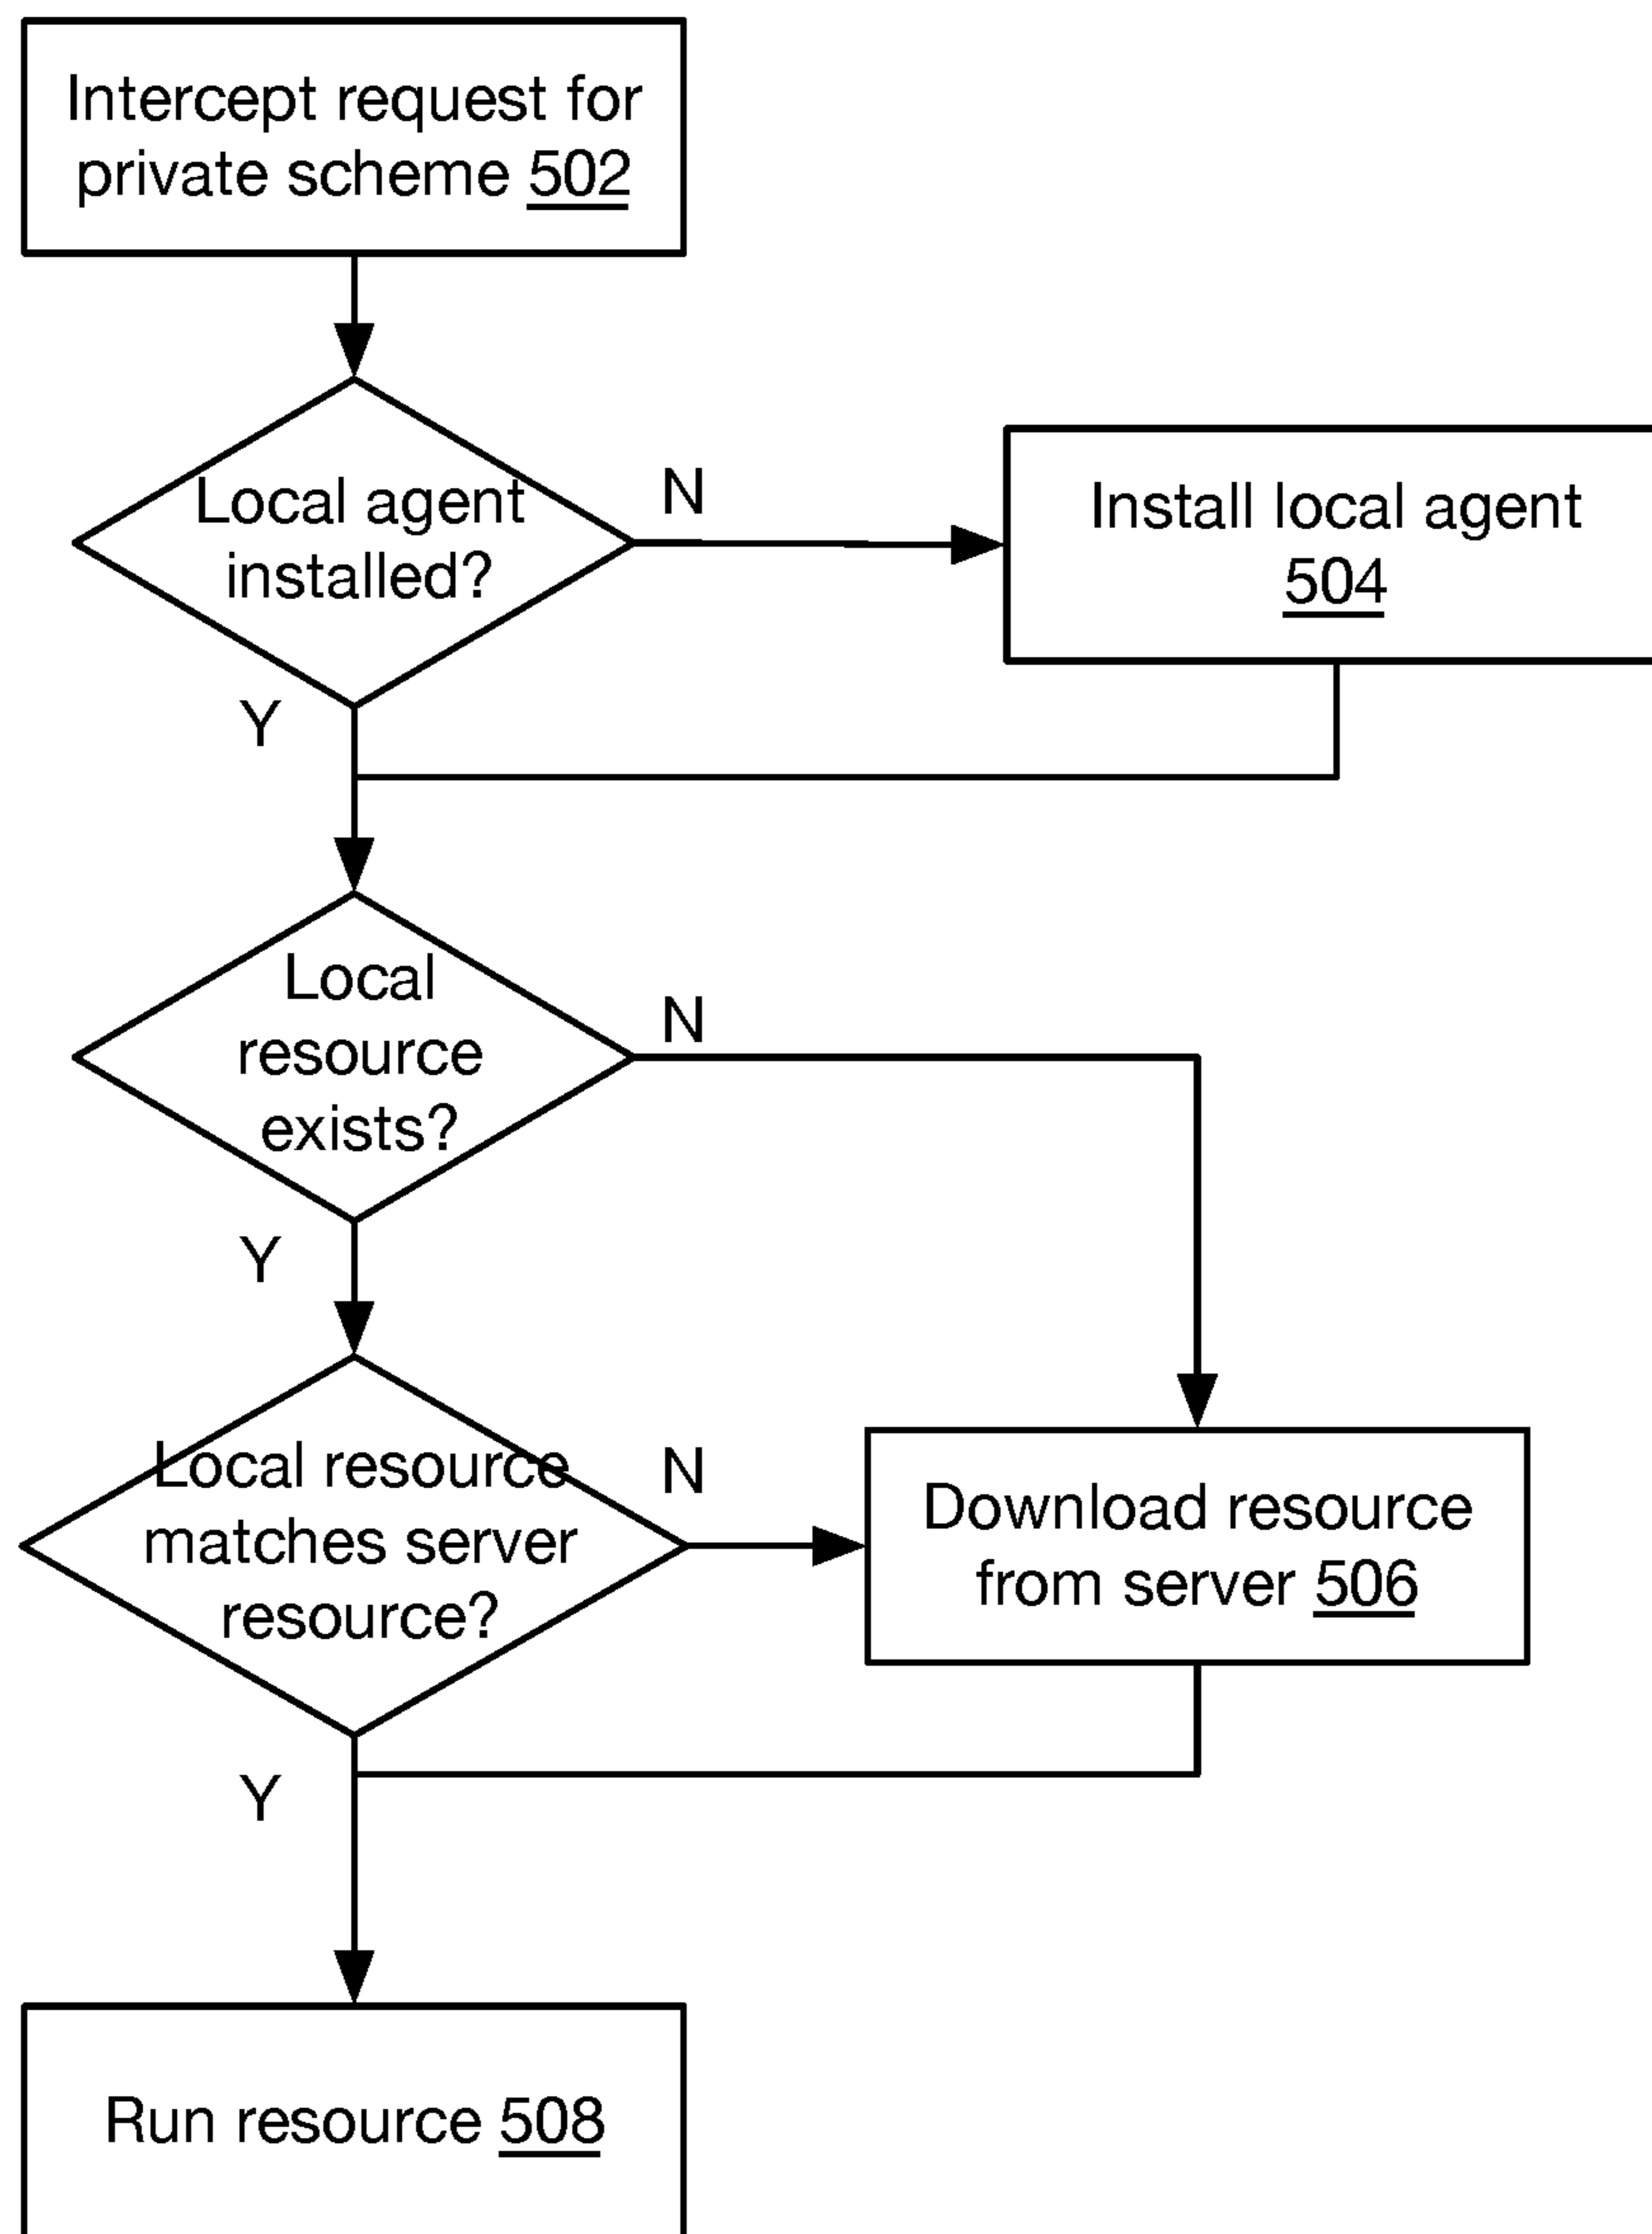 Intercept request for
private scheme 502
Local agent
installed?
N
Install local agent
504
Y
Local
resource
exists?
N
Y
Local resource
matches server
resource?
N
Download resource
from server 506
Y
Run resource 508